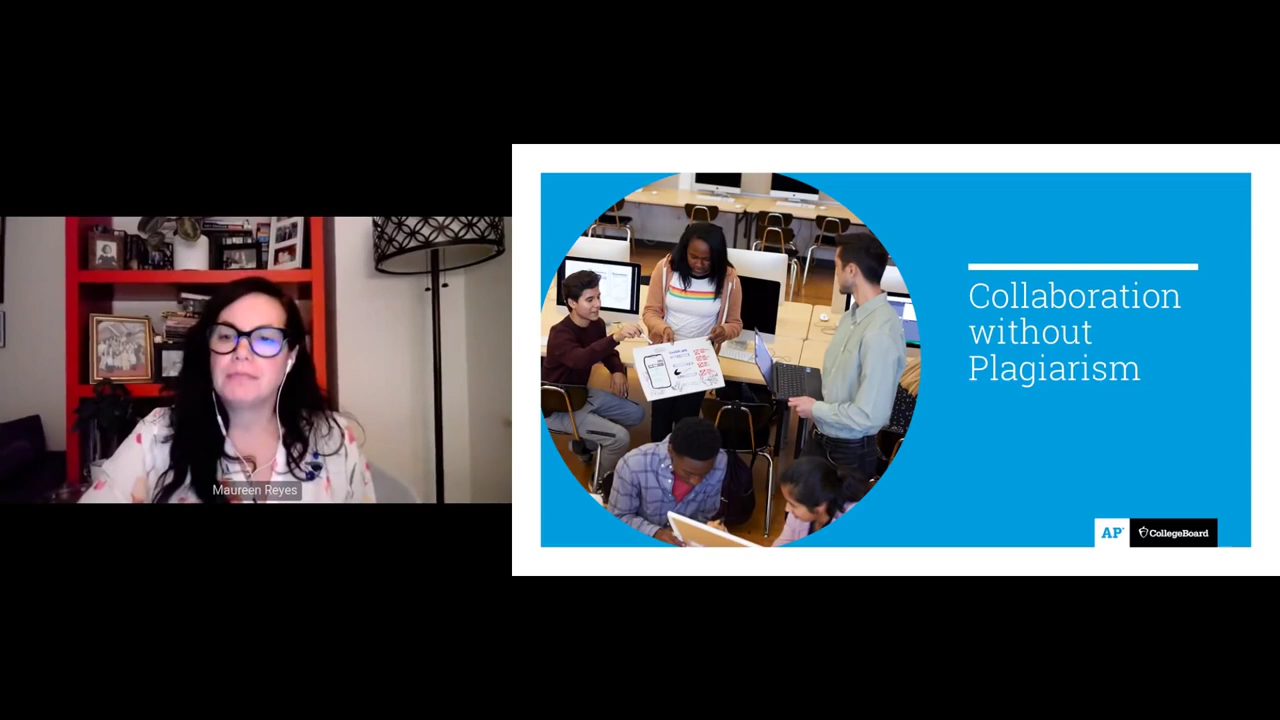 Maureen Reyes
Collaboration
without
Plagiarism
AP
CollegeBoard